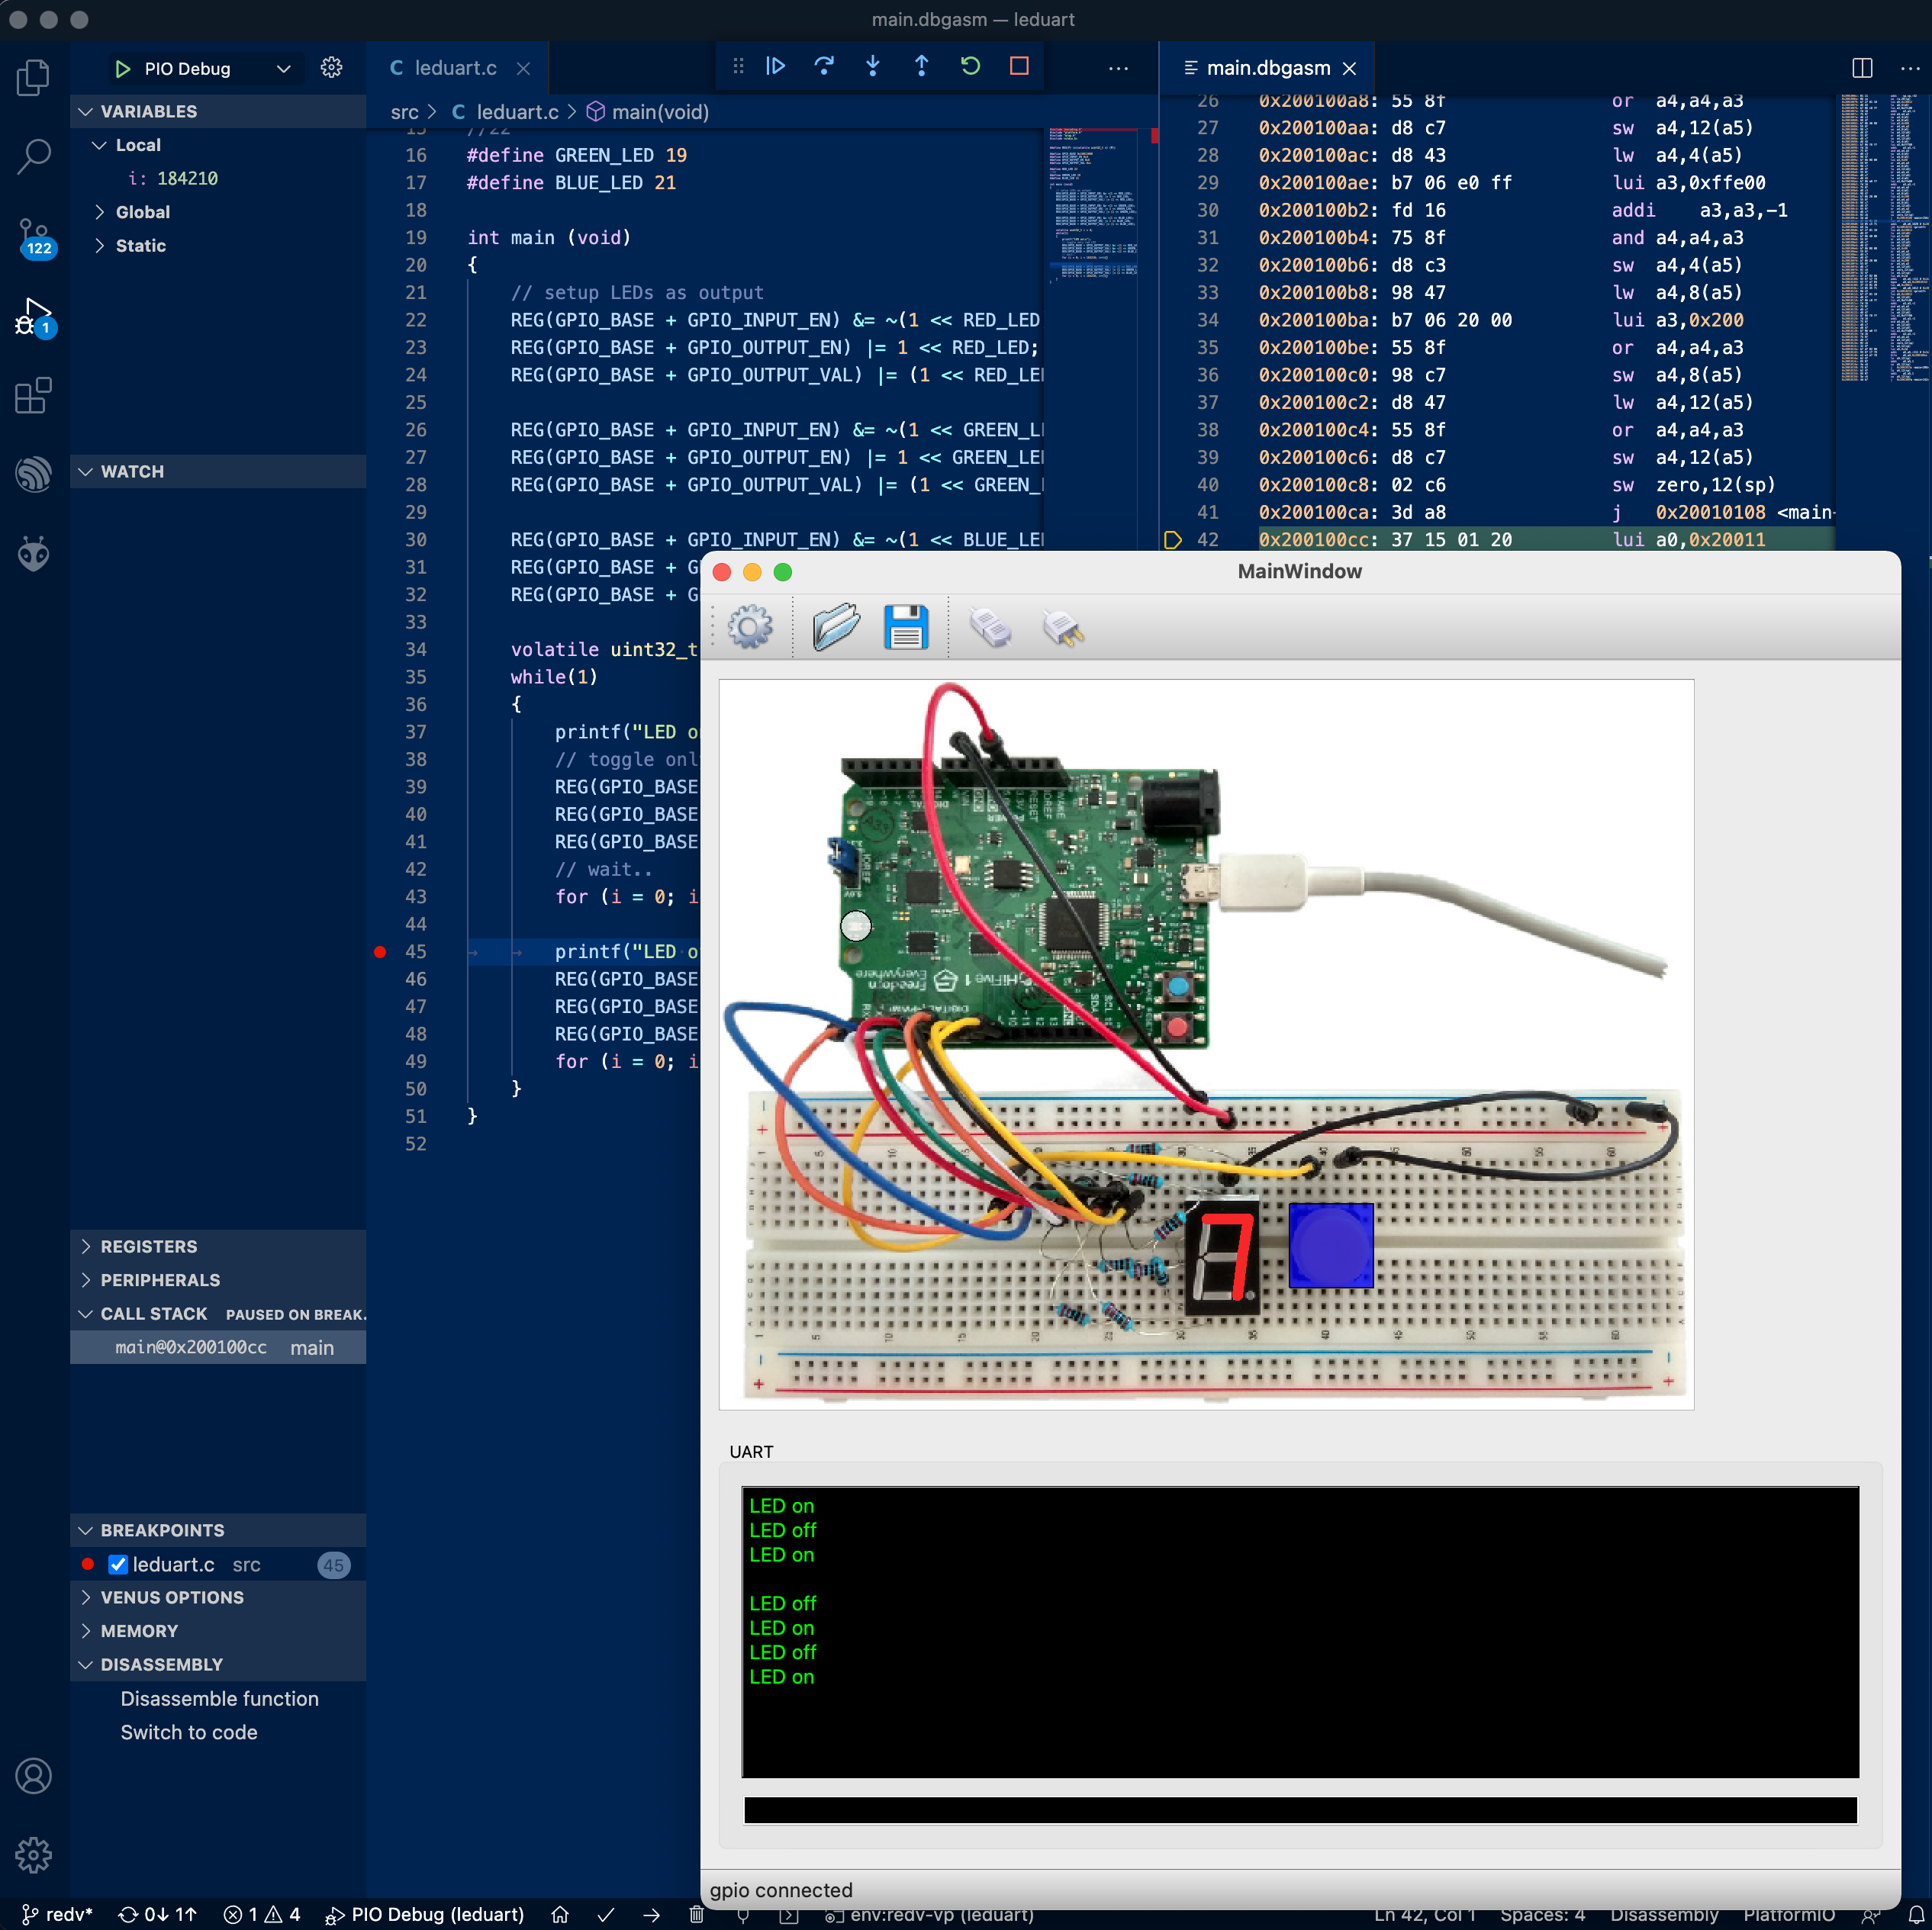 main.dbgasm — leduart
PIO Debug
VARIABLES
Local
i: 184210
Global
Static
122
1
WATCH
REGISTERS
PERIPHERALS
CALL STACK PAUSED ON BREAK.
main@0x200100cc main
BREAKPOINTS
leduart.c src 45
VENUS OPTIONS
MEMORY
DISASSEMBLY
Disassemble function
Switch to code
C leduart.c
src > C leduart.c > main(void)
15 //22
16 #define GREEN_LED 19
17 #define BLUE_LED 21
18
19 int main (void)
20 {
21 // setup LEDs as output
22 REG(GPIO_BASE + GPIO_INPUT_EN) &= ~(1 << RED_LED
23 REG(GPIO_BASE + GPIO_OUTPUT_EN) |= 1 << RED_LED;
24 REG(GPIO_BASE + GPIO_OUTPUT_VAL) |= (1 << RED_LE
25
26 REG(GPIO_BASE + GPIO_INPUT_EN) &= ~(1 << GREEN_L
27 REG(GPIO_BASE + GPIO_OUTPUT_EN) |= 1 << GREEN_LE
28 REG(GPIO_BASE + GPIO_OUTPUT_VAL) |= (1 << GREEN_
29
30 REG(GPIO_BASE + GPIO_INPUT_EN) &= ~(1 << BLUE_LE
31 REG(GPIO_BASE + G
32 REG(GPIO_BASE + G
33
34 volatile uint32_t
35 while(1)
36 {
37 printf("LED o
38 // toggle onl
39 REG(GPIO_BASE
40 REG(GPIO_BASE
41 REG(GPIO_BASE
42 // wait..
43 for (i = 0; i
44
45 printf("LED o
46 REG(GPIO_BASE
47 REG(GPIO_BASE
48 REG(GPIO_BASE
49 for (i = 0; i
50 }
51 }
52
main.dbgasm
26 0x200100a8: 55 8f or a4,a4,a3
27 0x200100aa: d8 c7 sw a4,12(a5)
28 0x200100ac: d8 43 lw a4,4(a5)
29 0x200100ae: b7 06 e0 ff lui a3,0xffe00
30 0x200100b2: fd 16 addi a3,a3,-1
31 0x200100b4: 75 8f and a4,a4,a3
32 0x200100b6: d8 c3 sw a4,4(a5)
33 0x200100b8: 98 47 lw a4,8(a5)
34 0x200100ba: b7 06 20 00 lui a3,0x200
35 0x200100be: 55 8f or a4,a4,a3
36 0x200100c0: 98 c7 sw a4,8(a5)
37 0x200100c2: d8 47 lw a4,12(a5)
38 0x200100c4: 55 8f or a4,a4,a3
39 0x200100c6: d8 c7 sw a4,12(a5)
40 0x200100c8: 02 c6 sw zero,12(sp)
41 0x200100ca: 3d a8 j 0x20010108 <main
42 0x200100cc: 37 15 01 20 lui a0,0x20011
MainWindow
HiFive 1
Freedom
Everywhere
7
UART
LED on
LED off
LED on
LED off
LED on
LED off
LED on
gpio connected
redv* 0↓ 1↑ 1 4 PIO Debug (leduart) env:redv-vp (leduart) Ln 42, Col 1 Spaces: 4 Disassembly PlatformIO